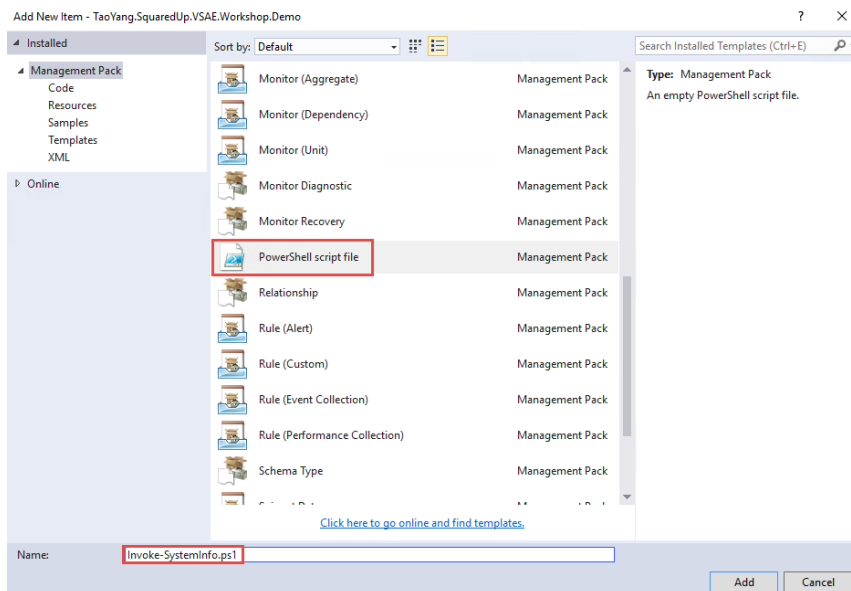 Add New Item - TaoYang.SquaredUp.VSAE.Workshop.Demo
Installed
Sort by: Default
Search Installed Templates (Ctrl+E)
Management Pack
Code
Resources
Samples
Templates
XML
Online
Monitor (Aggregate) Management Pack
Monitor (Dependency) Management Pack
Monitor (Unit) Management Pack
Monitor Diagnostic Management Pack
Monitor Recovery Management Pack
PowerShell script file Management Pack
Relationship Management Pack
Rule (Alert) Management Pack
Rule (Custom) Management Pack
Rule (Event Collection) Management Pack
Rule (Performance Collection) Management Pack
Schema Type Management Pack
Type: Management Pack
An empty PowerShell script file.
Click here to go online and find templates.
Name: Invoke-SystemInfo.ps1
Add Cancel